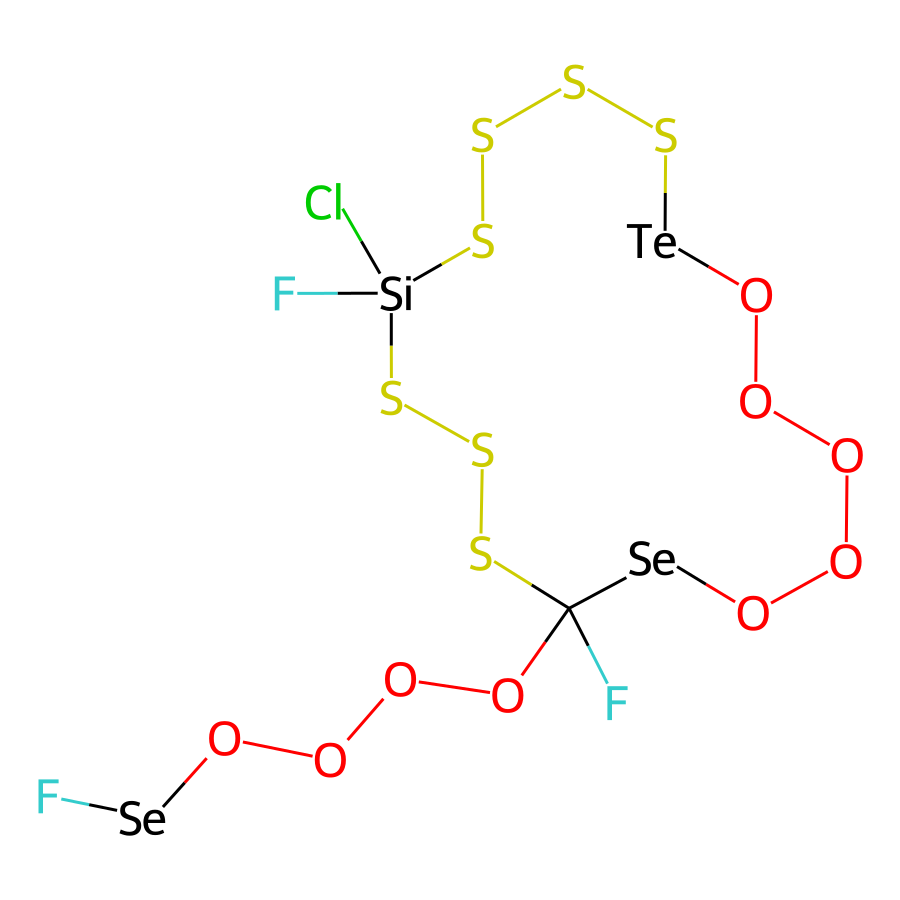 S
S S
Cl
S Te
F Si O
S O
S O
S Se O
O
O O F
O O
F Se